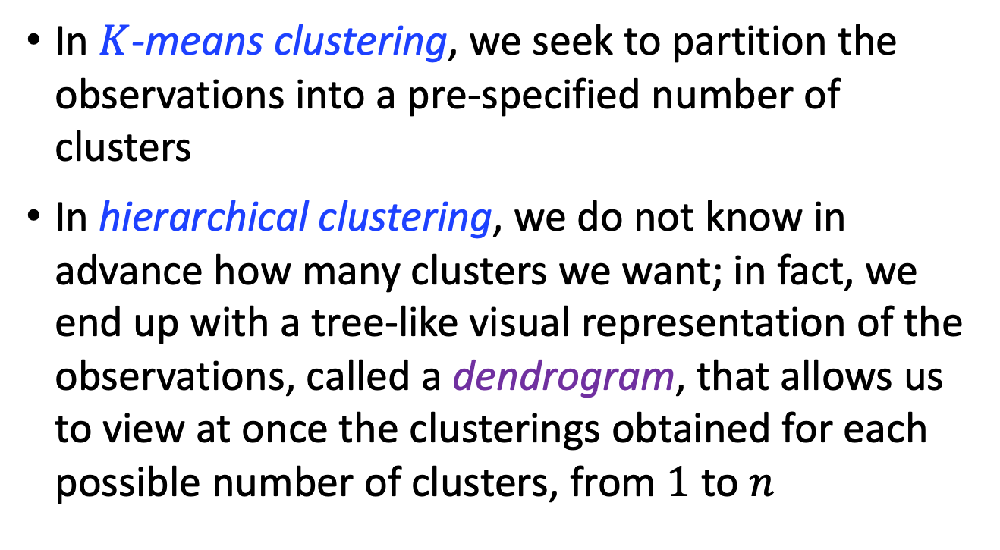 • In K-means clustering, we seek to partition the
observations into a pre-specified number of
clusters
• In hierarchical clustering, we do not know in
advance how many clusters we want; in fact, we
end up with a tree-like visual representation of the
observations, called a dendrogram, that allows us
to view at once the clusterings obtained for each
possible number of clusters, from 1 to n